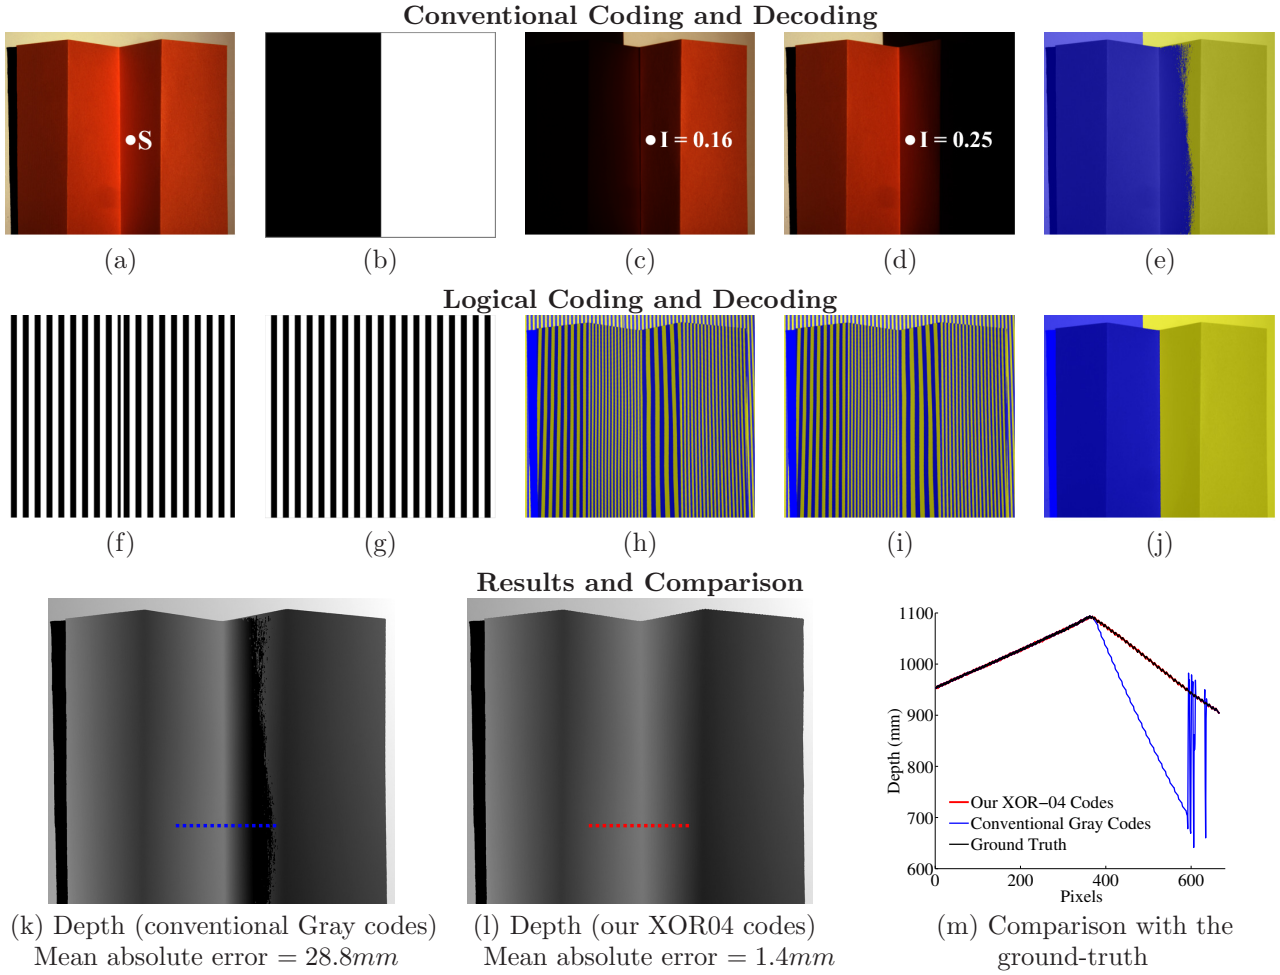 Conventional Coding and Decoding
S
I = 0.16
I = 0.25
(a)
(b)
(c)
(d)
(e)
Logical Coding and Decoding
(f)
(g)
(h)
(i)
(j)
Results and Comparison
1100
1000
900
800
700
600
Depth (mm)
Our XOR−04 Codes
Conventional Gray Codes
Ground Truth
0
200
400
600
Pixels
(k) Depth (conventional Gray codes)
Mean absolute error = 28.8mm
(l) Depth (our XOR04 codes)
Mean absolute error = 1.4mm
(m) Comparison with the
ground-truth